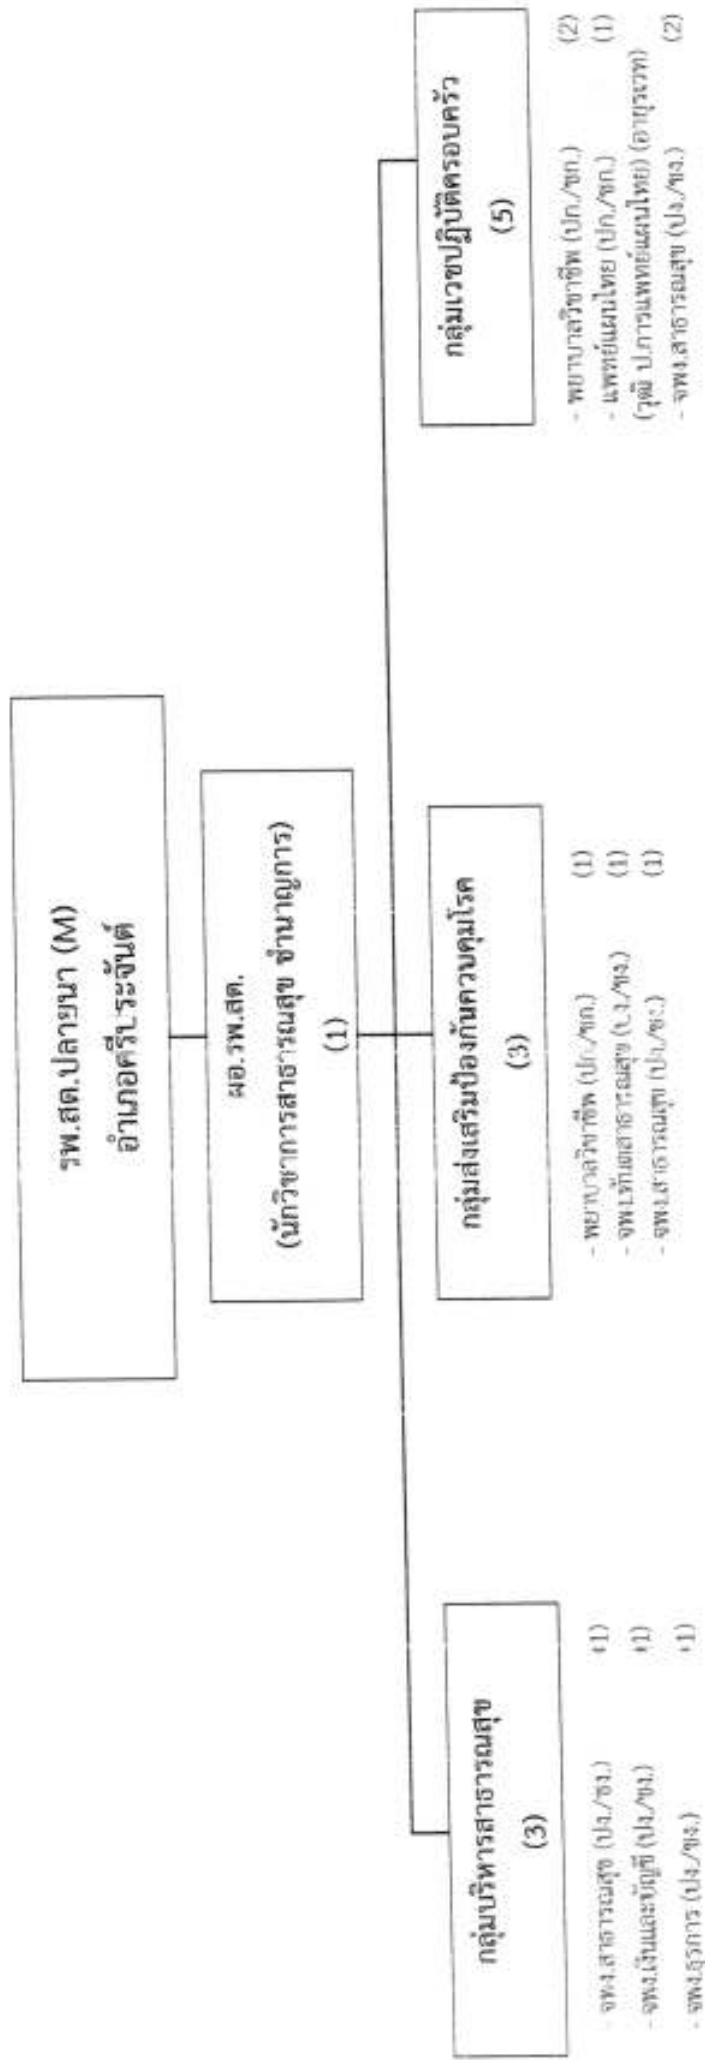 รพ.สต.ปลายนา (M)
อำเภอศรีประจันต์
ผอ.รพ.สต.
(นักวิชาการสาธารณสุข ชำนาญการ)
(1)
กลุ่มบริหารสาธารณสุข
(3)
- จพง.สาธารณสุข (ปง./ชง.) (1)
- จพง.เงินและบัญชี (ปง./ชง.) (1)
- จพง.ธุรการ (ปง./ชง.) (1)
กลุ่มส่งเสริมป้องกันควบคุมโรค
(3)
- พยาบาลวิชาชีพ (ปก./ชก.) (1)
- จพง.ทันตสาธารณสุข (ปง./ชง.) (1)
- จพง.สาธารณสุข (ปง./ชง.) (1)
กลุ่มเวชปฏิบัติครอบครัว
(5)
- พยาบาลวิชาชีพ (ปก./ชก.) (2)
- แพทย์แผนไทย (ปก./ชก.) (1)
(วุฒิ ป.การแพทย์แผนไทย) (อายุรเวท)
- จพง.สาธารณสุข (ปง./ชง.) (2)